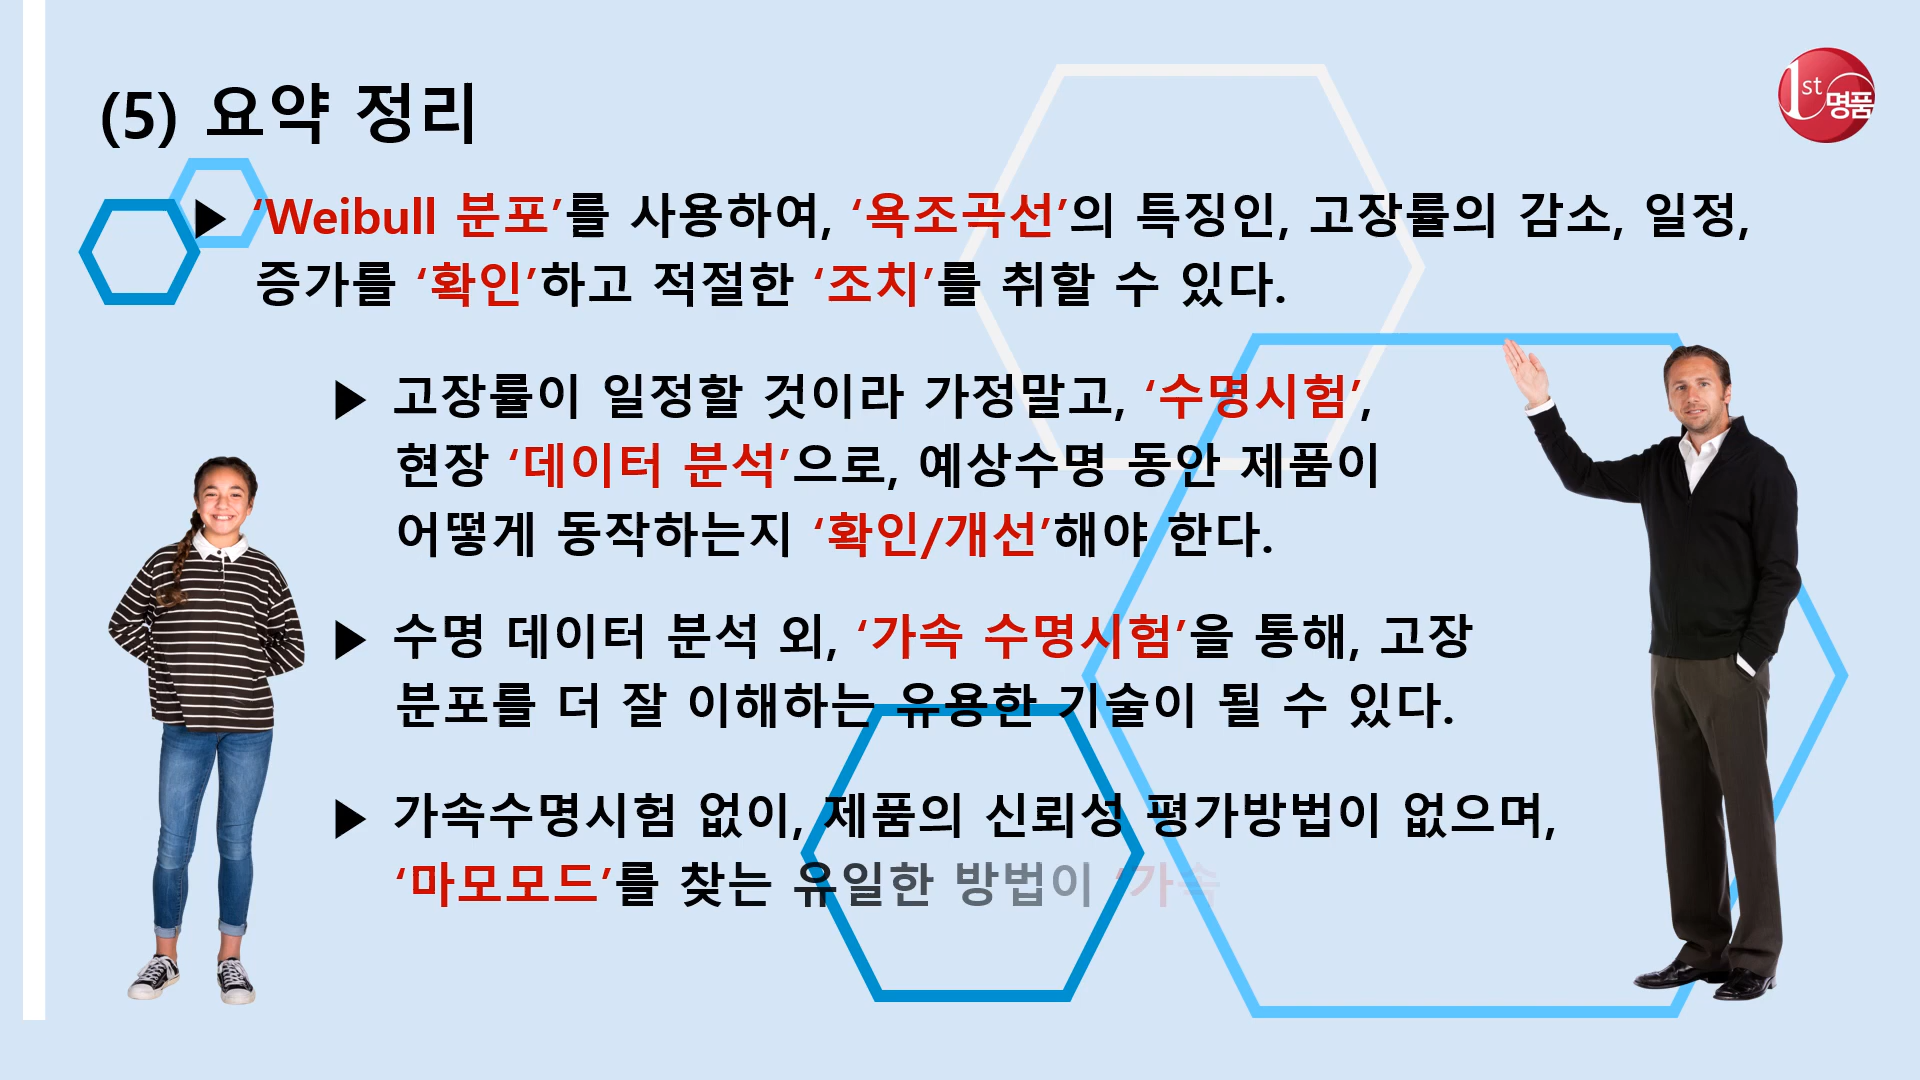 (5) 요약 정리
1st 명품
▶ ‘Weibull 분포’를 사용하여, ‘욕조곡선’의 특징인, 고장률의 감소, 일정,
증가를 ‘확인’하고 적절한 ‘조치’를 취할 수 있다.
▶ 고장률이 일정할 것이라 가정말고, ‘수명시험’,
현장 ‘데이터 분석’으로, 예상수명 동안 제품이
어떻게 동작하는지 ‘확인/개선’해야 한다.
▶ 수명 데이터 분석 외, ‘가속 수명시험’을 통해, 고장
분포를 더 잘 이해하는 유용한 기술이 될 수 있다.
▶ 가속수명시험 없이, 제품의 신뢰성 평가방법이 없으며,
‘마모모드’를 찾는 유일한 방법이 ‘가속